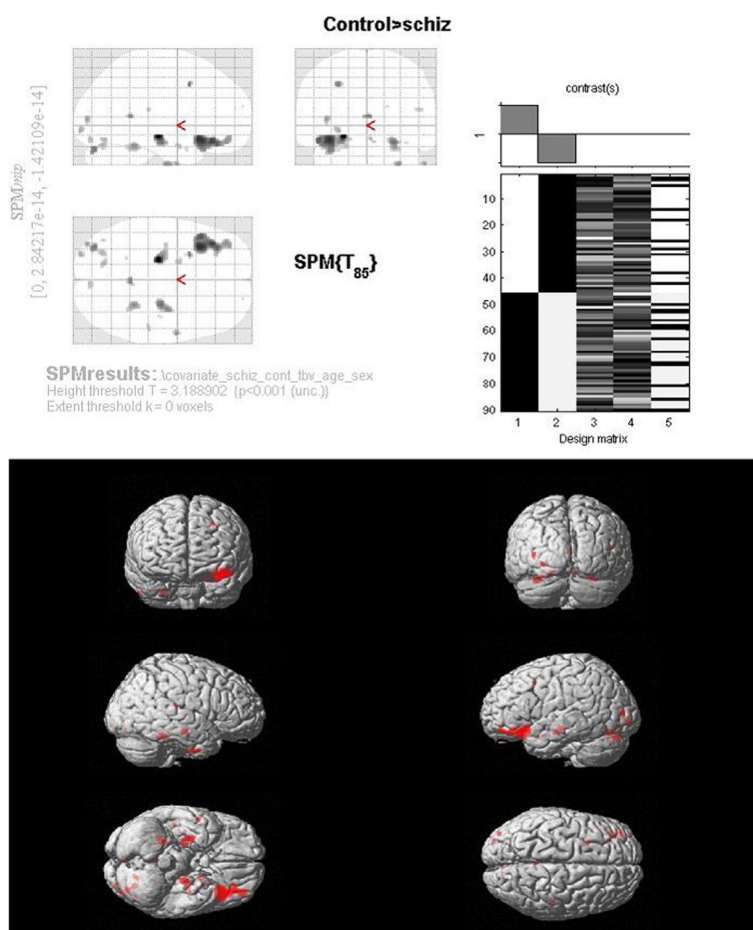 Control>schiz
SPMmip
[0, 2.84217e-14, -1.42109e-14]
<
<
<
SPM{T85}
SPMresults: .\covariate_schiz_cont_tbv_age_sex
Height threshold T = 3.188902 {p<0.001 (unc.)}
Extent threshold k = 0 voxels
contrast(s)
1
10
20
30
40
50
60
70
80
90
1 2 3 4 5
Design matrix